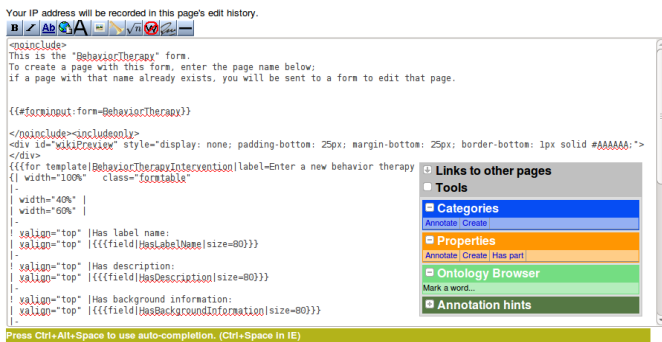 Your IP address will be recorded in this page's edit history.
B I Ab A √n W
<noinclude>
This is the "BehaviorTherapy" form.
To create a page with this form, enter the page name below;
if a page with that name already exists, you will be sent to a form to edit that page.
{{#forminput:form=BehaviorTherapy}}
</noinclude><includeonly>
<div id="wikiPreview" style="display: none; padding-bottom: 25px; margin-bottom: 25px; border-bottom: 1px solid #AAAAAA;">
</div>
{{{for template|BehaviorTherapyIntervention|label=Enter a new behavior therapy
{| width="100%" class="formtable"
|-
| width="40%" |
| width="60%" |
|-
! valign="top" |Has label name:
| valign="top" |{{{field|HasLabelName|size=80}}}
|-
! valign="top" |Has description:
| valign="top" |{{{field|HasDescription|size=80}}}
|-
! valign="top" |Has background information:
| valign="top" |{{{field|HasBackgroundInformation|size=80}}}
|-
Links to other pages
Tools
Categories
Annotate| Create
Properties
Annotate| Create| Has part|
Ontology Browser
Mark a word...
Annotation hints
Press Ctrl+Alt+Space to use auto-completion. (Ctrl+Space in IE)